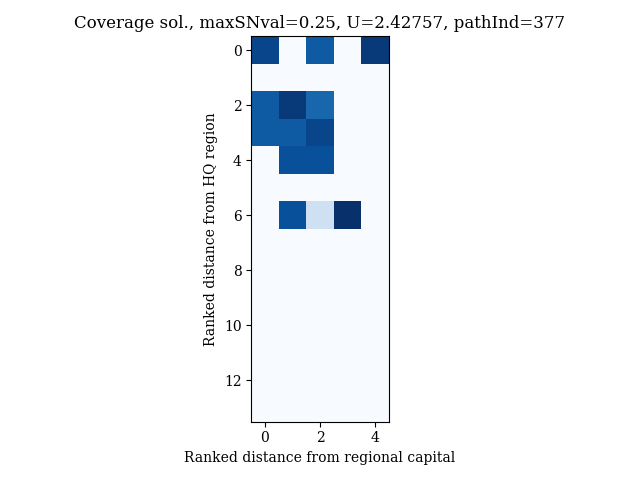 Coverage sol., maxSNval=0.25, U=2.42757, pathInd=377
0
2
4
6
8
10
12
Ranked distance from HQ region
0 2 4
Ranked distance from regional capital